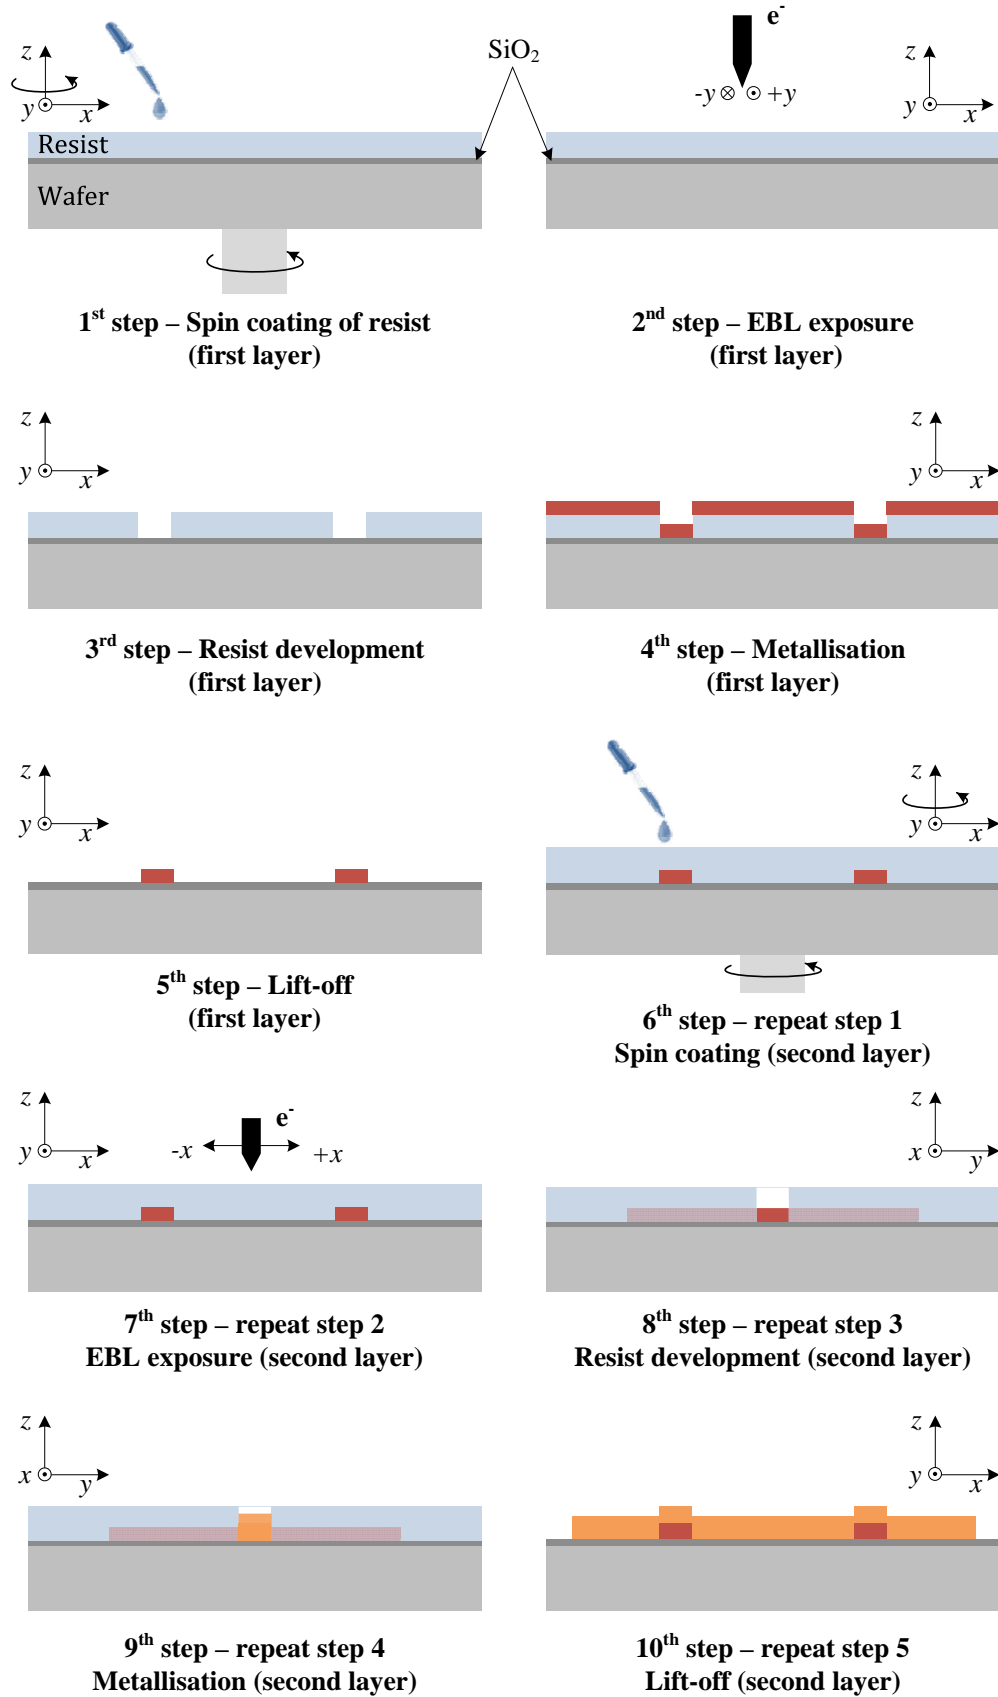 z
y
x
SiO2
e-
-y
+y
z
y
x
Resist
Wafer
1st step – Spin coating of resist
(first layer)
2nd step – EBL exposure
(first layer)
z
y
x
z
y
x
3rd step – Resist development
(first layer)
4th step – Metallisation
(first layer)
z
y
x
z
y
x
5th step – Lift-off
(first layer)
6th step – repeat step 1
Spin coating (second layer)
z
y
x
-x
e-
+x
z
x
y
7th step – repeat step 2
EBL exposure (second layer)
8th step – repeat step 3
Resist development (second layer)
z
x
y
z
y
x
9th step – repeat step 4
Metallisation (second layer)
10th step – repeat step 5
Lift-off (second layer)